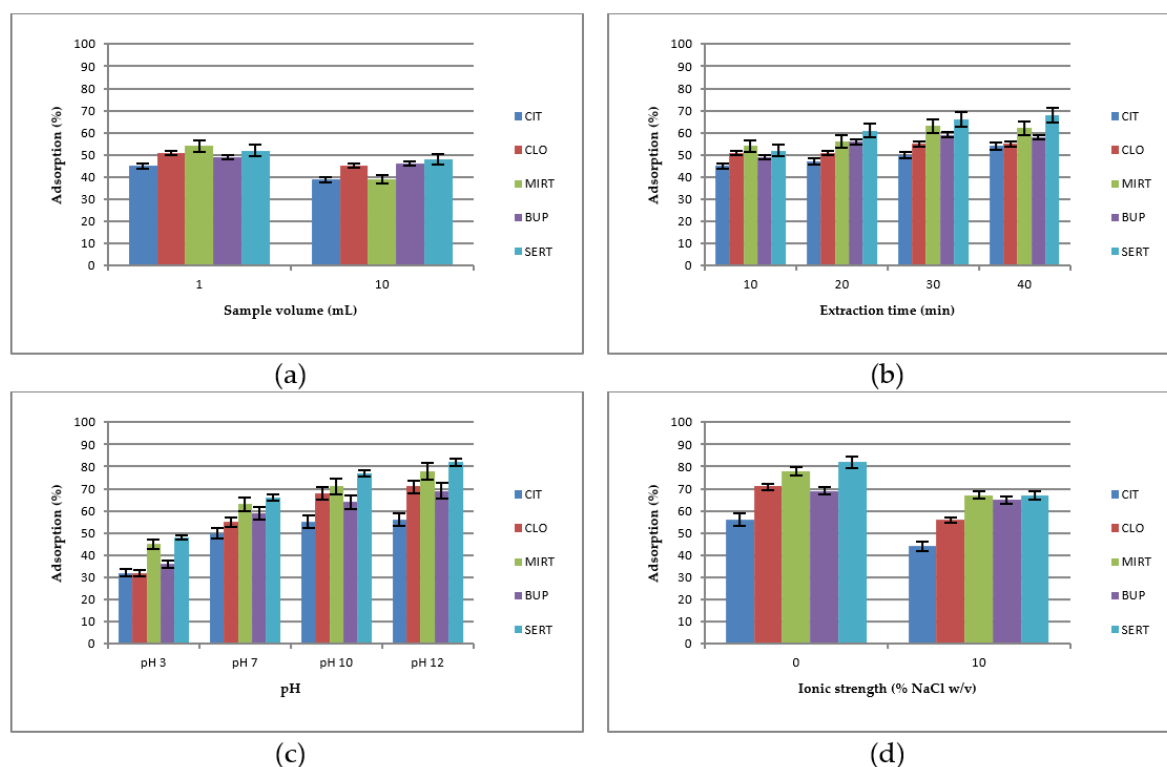 100
90
80
70
60
50
40
30
20
10
0
Adsorption (%)
1
10
Sample volume (mL)
CIT
CLO
MIRT
BUP
SERT
(a)
100
90
80
70
60
50
40
30
20
10
0
Adsorption (%)
10
20
30
40
Extraction time (min)
CIT
CLO
MIRT
BUP
SERT
(b)
100
90
80
70
60
50
40
30
20
10
0
Adsorption (%)
pH 3
pH 7
pH 10
pH 12
pH
CIT
CLO
MIRT
BUP
SERT
(c)
100
90
80
70
60
50
40
30
20
10
0
Adsorption (%)
0
10
Ionic strength (% NaCl w/v)
CIT
CLO
MIRT
BUP
SERT
(d)